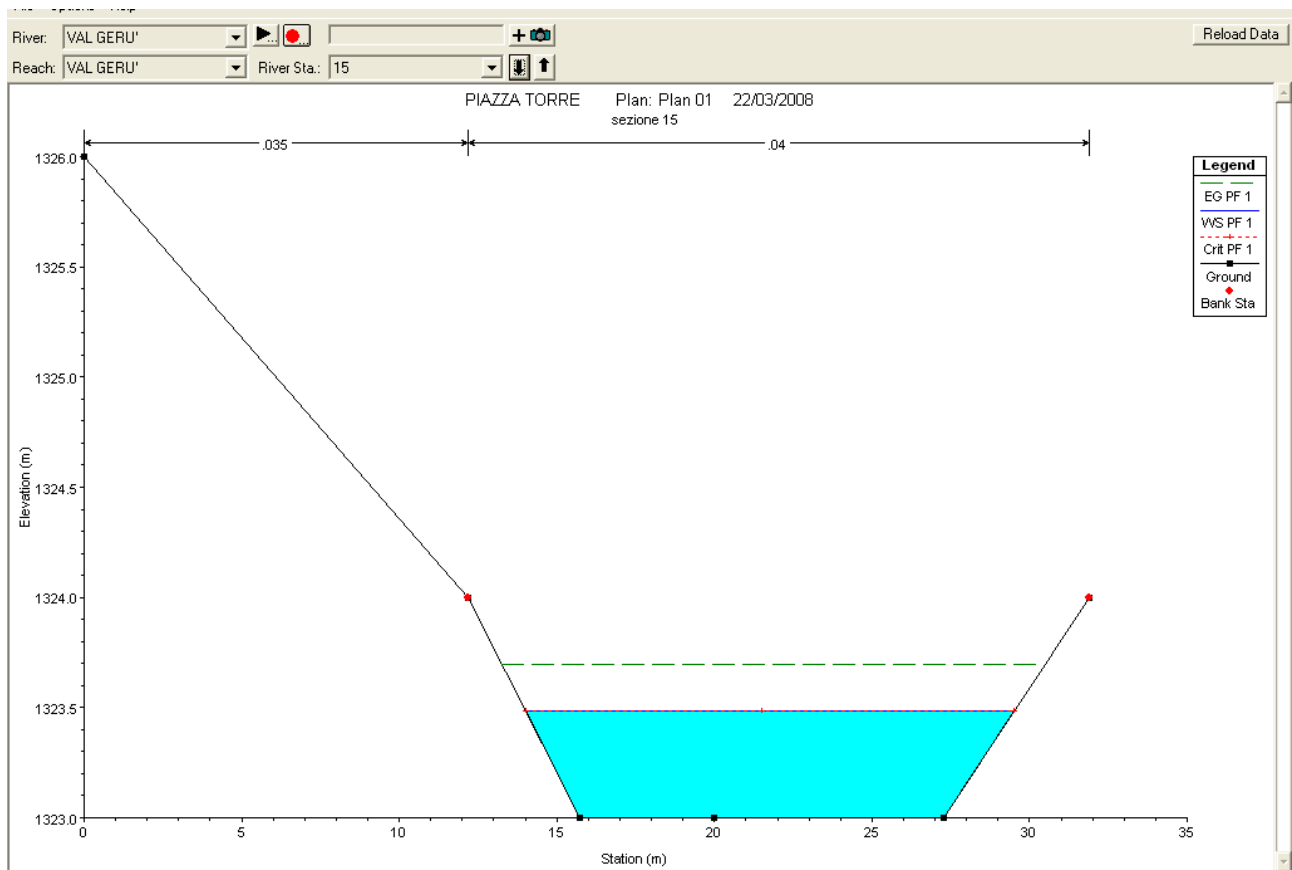 River: VAL GERU' Reload Data
Reach: VAL GERU' River Sta.: 15
PIAZZA TORRE Plan: Plan 01 22/03/2008
sezione 15
.035 .04
1326.0
1325.5
1325.0
1324.5
1324.0
1323.5
1323.0
Elevation (m)
0 5 10 15 20 25 30 35
Station (m)
Legend
EG PF 1
WS PF 1
Crit PF 1
Ground
Bank Sta